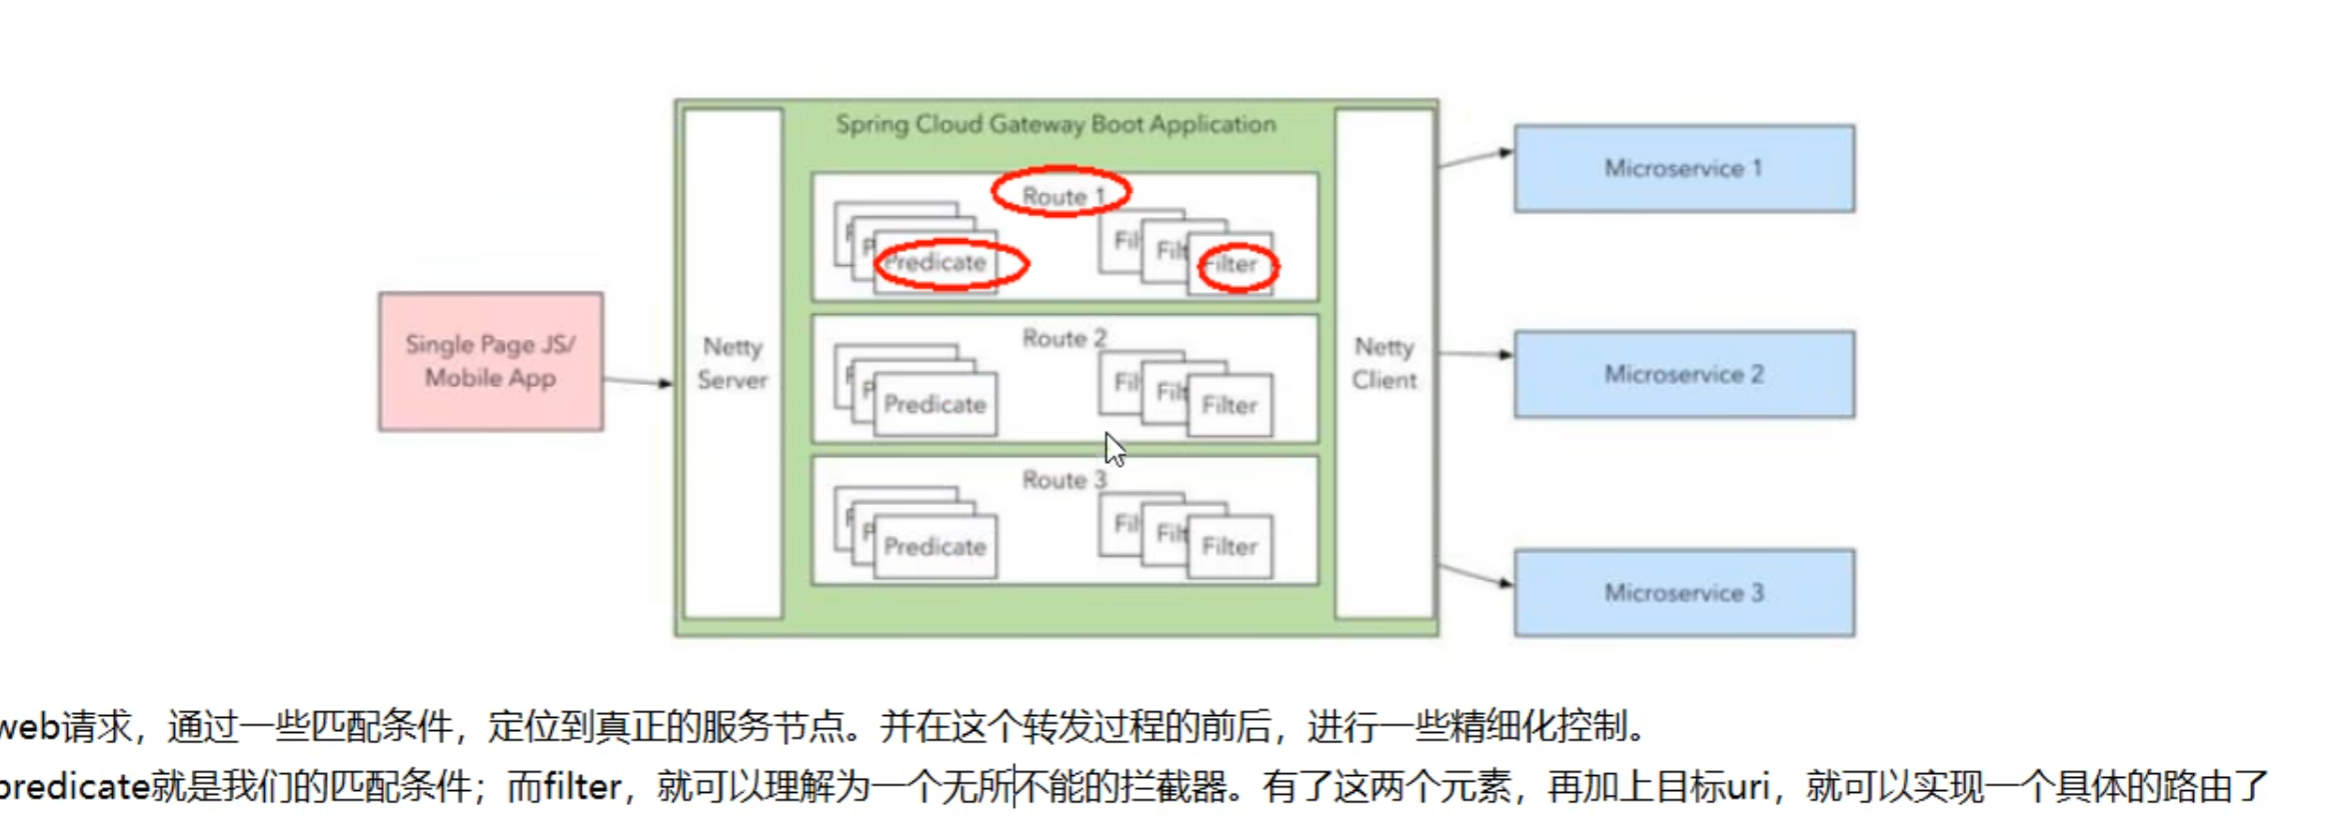 Spring Cloud Gateway Boot Application
Route 1
Predicate
Fil
Filt
Filter
Single Page JS/
Mobile App
Netty
Server
Route 2
Predicate
Fil
Filt
Filter
Route 3
Predicate
Fil
Filt
Filter
Netty
Client
Microservice 1
Microservice 2
Microservice 3
web请求，通过一些匹配条件，定位到真正的服务节点。并在这个转发过程的前后，进行一些精细化控制。
predicate就是我们的匹配条件；而filter，就可以理解为一个无所不能的拦截器。有了这两个元素，再加上目标uri，就可以实现一个具体的路由了